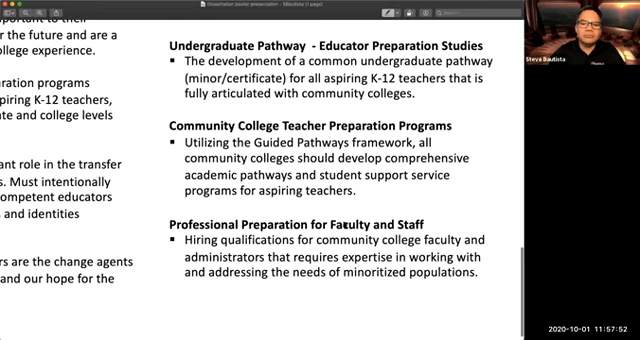 Dissertation poster presentation - SBautista (1 page)
Search
portant to their
r the future and are a
ollege experience.
aration programs
spiring K-12 teachers,
ate and college levels
ant role in the transfer
s. Must intentionally
ompetent educators
s and identities
rs are the change agents
and our hope for the
Undergraduate Pathway - Educator Preparation Studies
▪ The development of a common undergraduate pathway
(minor/certificate) for all aspiring K-12 teachers that is
fully articulated with community colleges.
Community College Teacher Preparation Programs
▪ Utilizing the Guided Pathways framework, all
community colleges should develop comprehensive
academic pathways and student support service
programs for aspiring teachers.
Professional Preparation for Faculty and Staff
▪ Hiring qualifications for community college faculty and
administrators that requires expertise in working with
and addressing the needs of minoritized populations.
Steve Bautista
2020-10-01 11:57:52